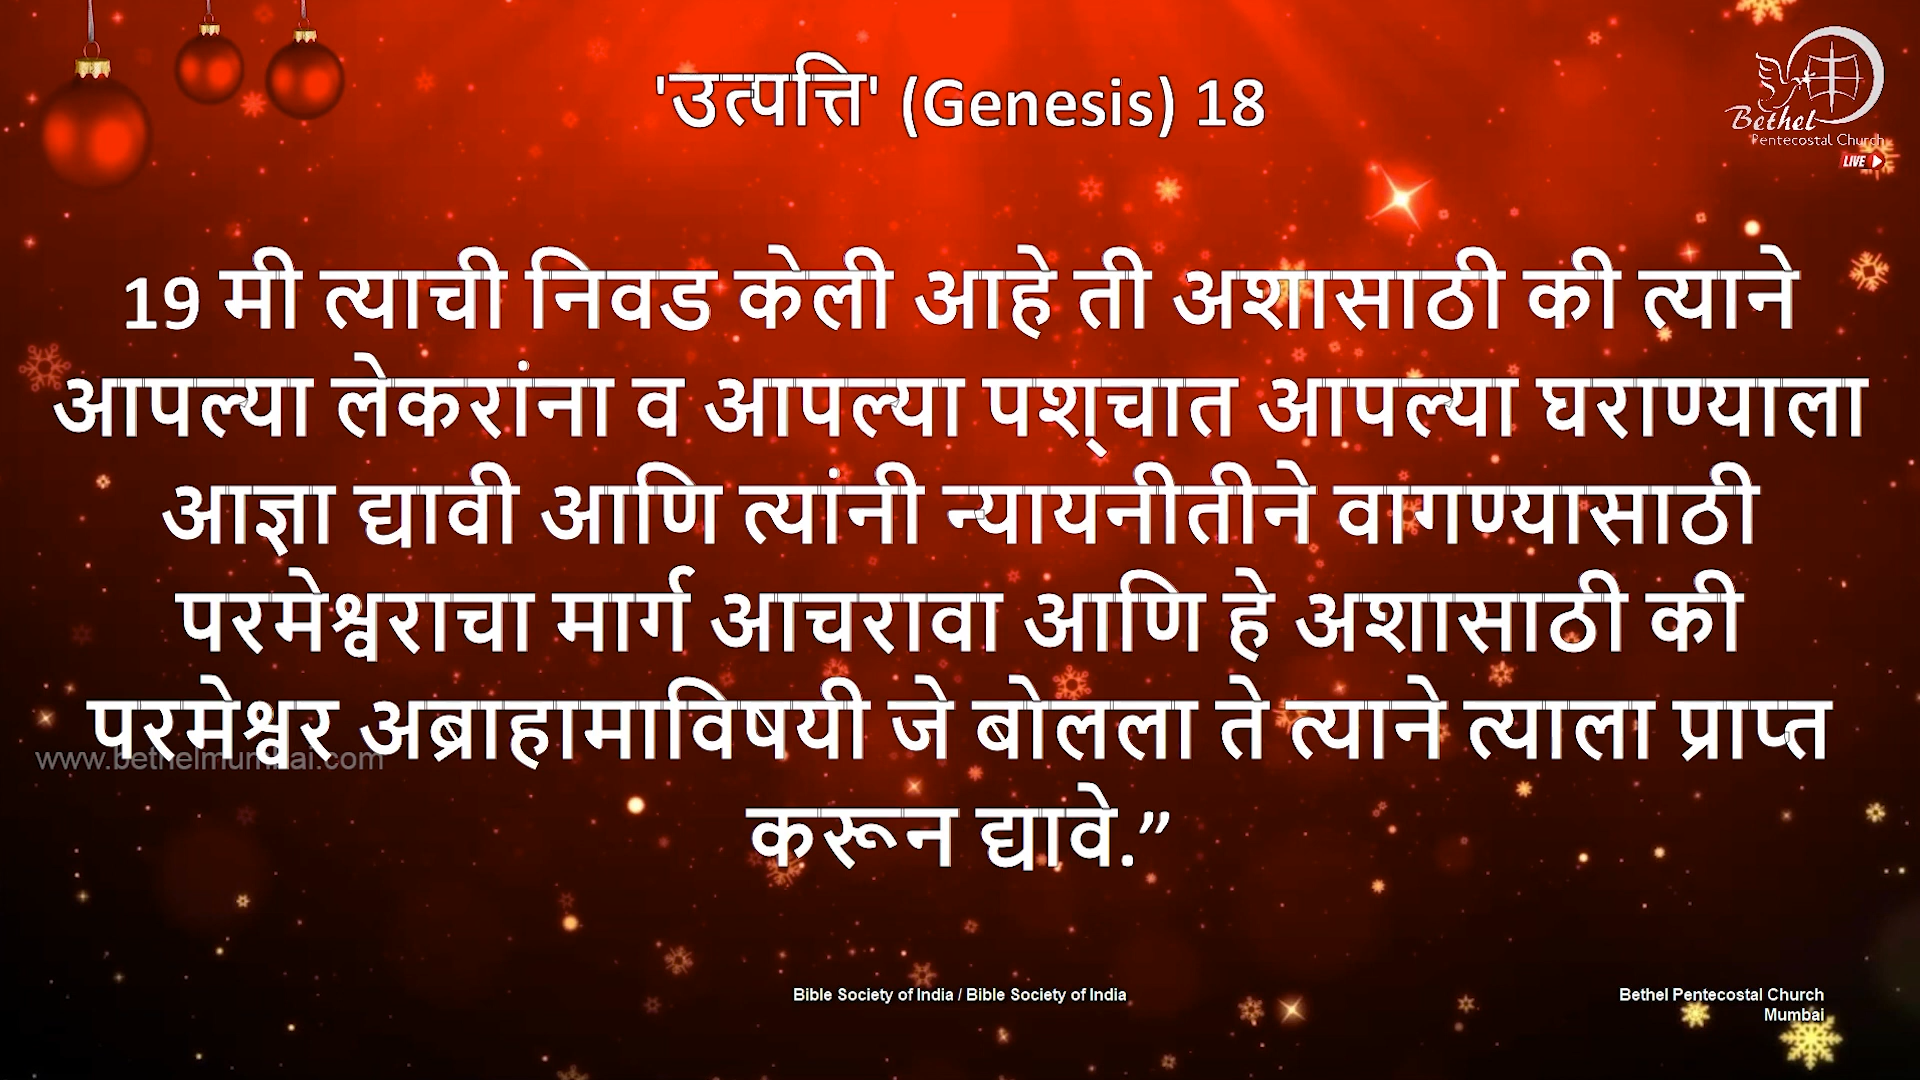 'उत्पत्ति' (Genesis) 18
Bethel
Pentecostal Church
LIVE
19 मी त्याची निवड केली आहे ती अशासाठी की त्याने
आपल्या लेकरांना व आपल्या पश्‌चात आपल्या घराण्याला
आज्ञा द्यावी आणि त्यांनी न्यायनीतीने वागण्यासाठी
परमेश्वराचा मार्ग आचरावा आणि हे अशासाठी की
परमेश्वर अब्राहामाविषयी जे बोलला ते त्याने त्याला प्राप्त
www.bethelmumbai.com
करून द्यावे.”
Bible Society of India / Bible Society of India
Bethel Pentecostal Church
Mumbai